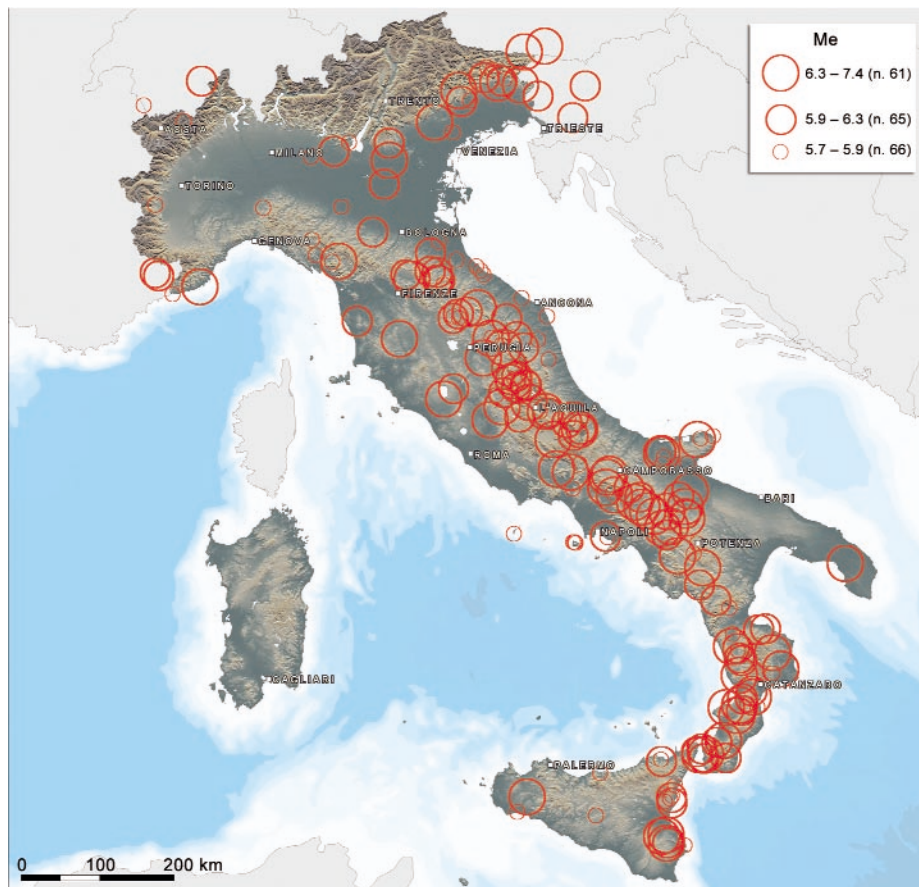 Me
6.3 – 7.4 (n. 61)
5.9 – 6.3 (n. 65)
5.7 – 5.9 (n. 66)
TRENTO
AOSTA
MILANO
TRIESTE
VENEZIA
TORINO
BOLOGNA
GENOVA
FIRENZE
ANCONA
PERUGIA
L'AQUILA
ROMA
CAMPOBASSO
BARI
NAPOLI
POTENZA
CAGLIARI
CATANZARO
PALERMO
0 100 200 km